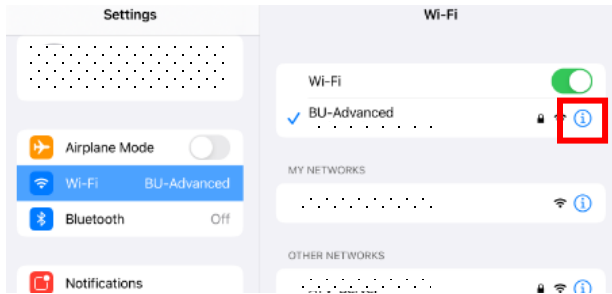 Settings
Airplane Mode
Wi-Fi BU-Advanced
Bluetooth Off
Notifications
Wi-Fi
Wi-Fi
BU-Advanced
MY NETWORKS
OTHER NETWORKS